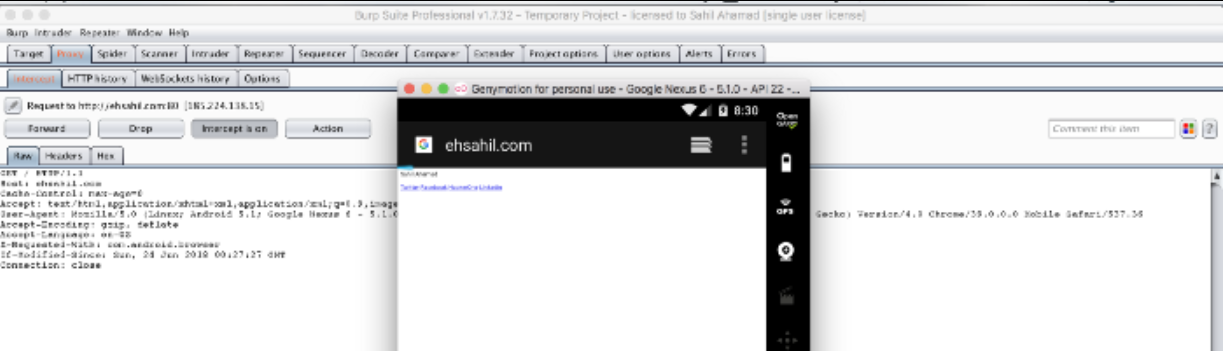 Burp Suite Professional v1.7.32 - Temporary Project - licensed to Sahil Ahamad [single user license]
Burp Intruder Repeater Window Help
Target Proxy Spider Scanner Intruder Repeater Sequencer Decoder Comparer Extender Project options User options Alerts Errors
Intercept HTTP history WebSockets history Options
Genymotion for personal use - Google Nexus 6 - 5.1.0 - API 22 -...
Request to http://ehsahil.com:80 [185.224.138.15]
8:30
Open GAPPS
Forward Drop Intercept is on Action
Comment this item
ehsahil.com
Raw Headers Hex
GET / HTTP/1.1
Host: ehsahil.com
Cache-Control: max-age=0
Accept: text/html,application/xhtml+xml,application/xml;q=0.9,image
User-Agent: Mozilla/5.0 (Linux; Android 5.1; Google Nexus 6 - 5.1.0
Gecko) Version/4.0 Chrome/39.0.0.0 Mobile Safari/537.36
Accept-Encoding: gzip, deflate
Accept-Language: en-US
X-Requested-With: com.android.browser
If-Modified-Since: Sun, 24 Jun 2018 00:27:27 GMT
Connection: close
Sahil Ahamad
Twitter Facebook HackerOne Linkedin
GPS